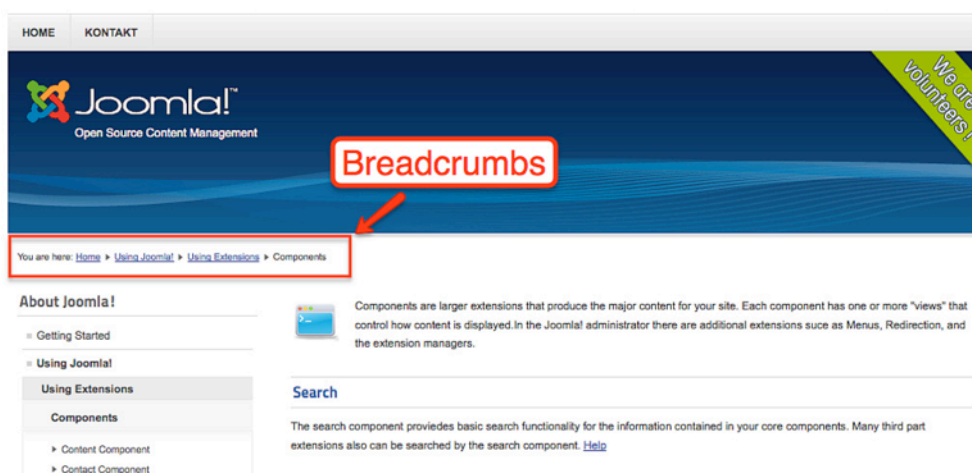 HOME KONTAKT
We are
volunteers!
Joomla!™
Open Source Content Management
Breadcrumbs
You are here: Home ▸ Using Joomla! ▸ Using Extensions ▸ Components
About Joomla!
Getting Started
Using Joomla!
Using Extensions
Components
▸ Content Component
▸ Contact Component
Components are larger extensions that produce the major content for your site. Each component has one or more "views" that
control how content is displayed.In the Joomla! administrator there are additional extensions suce as Menus, Redirection, and
the extension managers.
Search
The search component proviedes basic search functionality for the information contained in your core components. Many third part
extensions also can be searched by the search component. Help